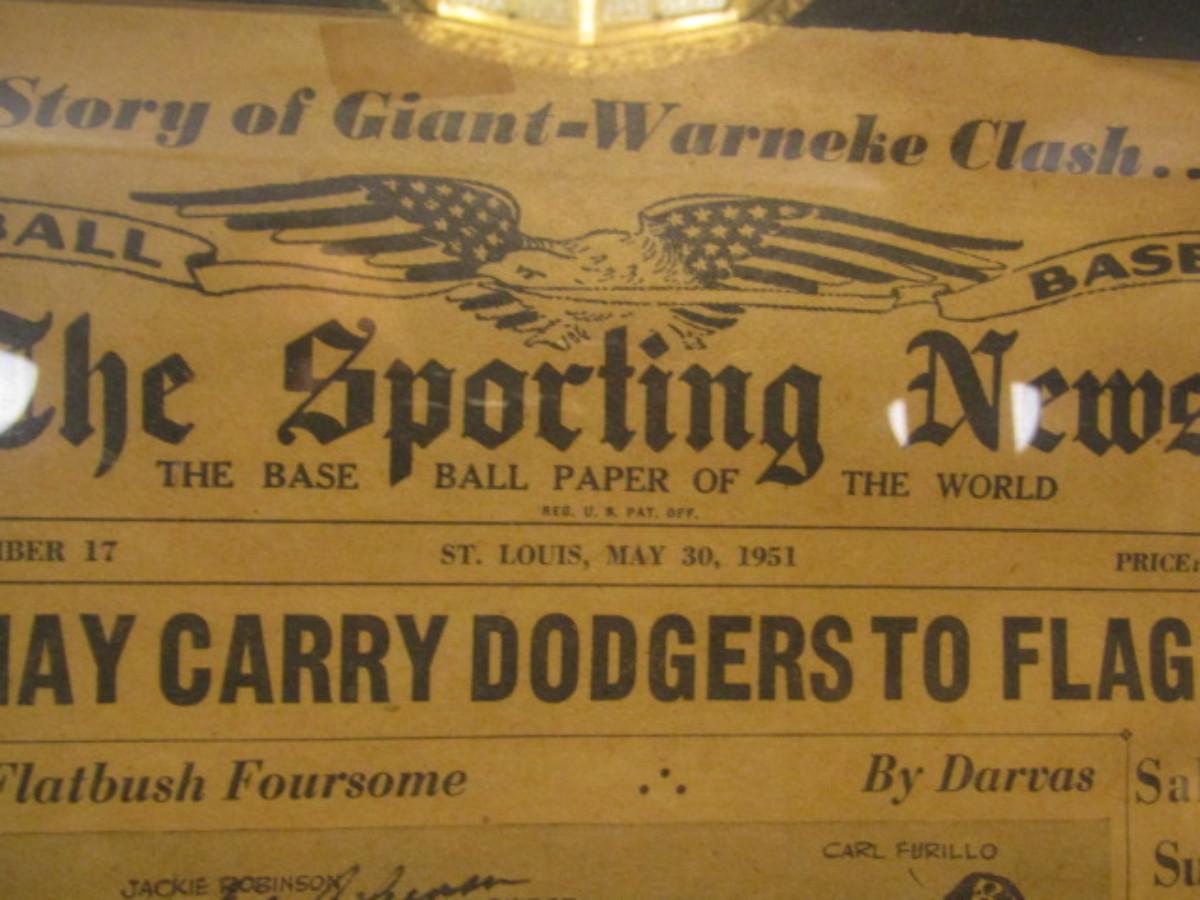 Story of Giant-Warneke Clash..
BALL
BASE
The Sporting News
THE BASE BALL PAPER OF THE WORLD
REG. U. S. PAT. OFF.
BER 17 ST. LOUIS, MAY 30, 1951 PRICE:
MAY CARRY DODGERS TO FLAG
Flatbush Foursome By Darvas
Sa
Su
CARL FURILLO
JACKIE ROBINSON